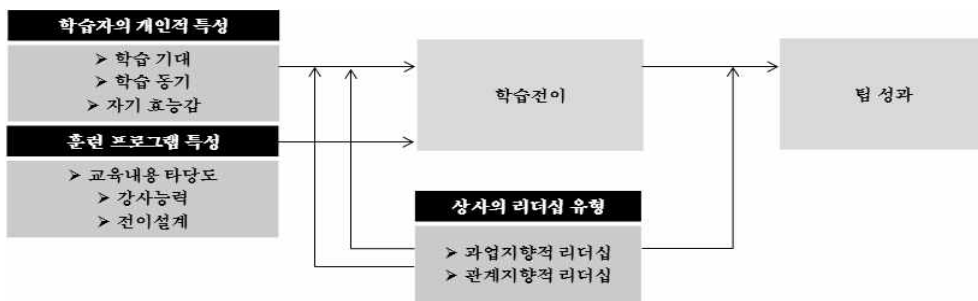 학습자의 개인적 특성
➤ 학습 기대
➤ 학습 동기
➤ 자기 효능감
훈련 프로그램 특성
➤ 교육내용 타당도
➤ 강사능력
➤ 전이설계
학습전이
상사의 리더십 유형
➤ 과업지향적 리더십
➤ 관계지향적 리더십
팀 성과